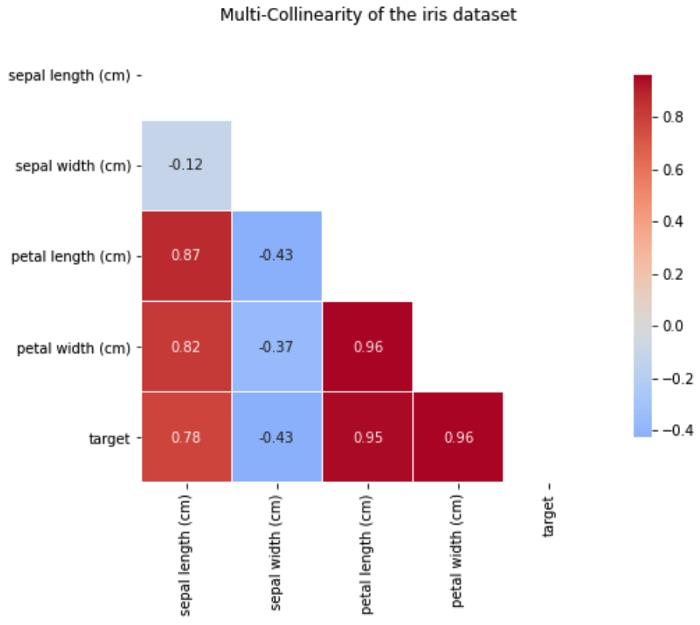 Multi-Collinearity of the iris dataset
sepal length (cm)
sepal width (cm)
petal length (cm)
petal width (cm)
target
-0.12
0.87 -0.43
0.82 -0.37 0.96
0.78 -0.43 0.95 0.96
sepal length (cm)
sepal width (cm)
petal length (cm)
petal width (cm)
target
0.8
0.6
0.4
0.2
0.0
−0.2
−0.4